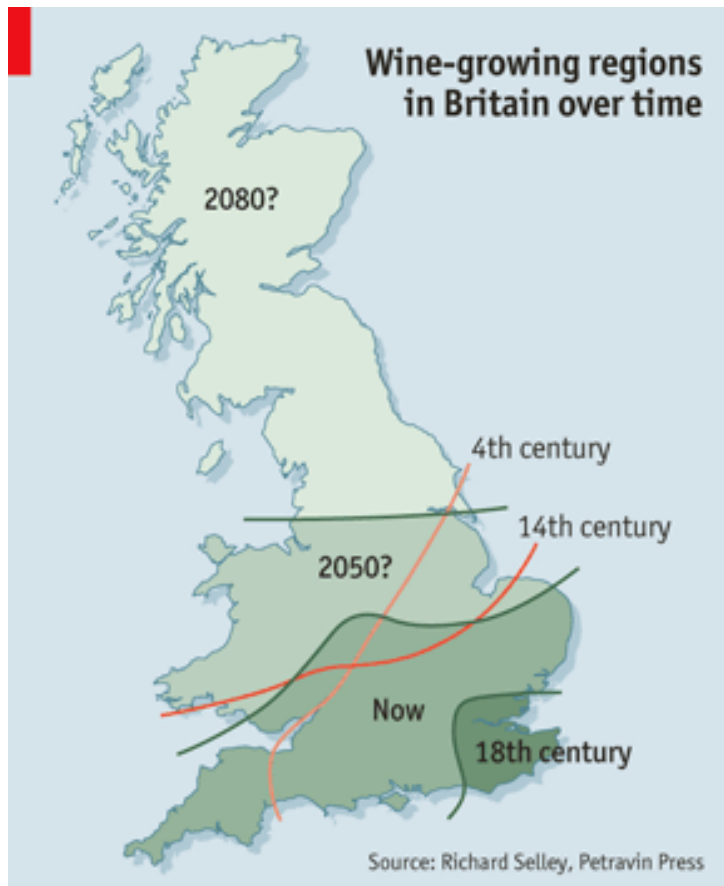 Wine-growing regions
in Britain over time
2080?
4th century
14th century
2050?
Now
18th century
Source: Richard Selley, Petravin Press